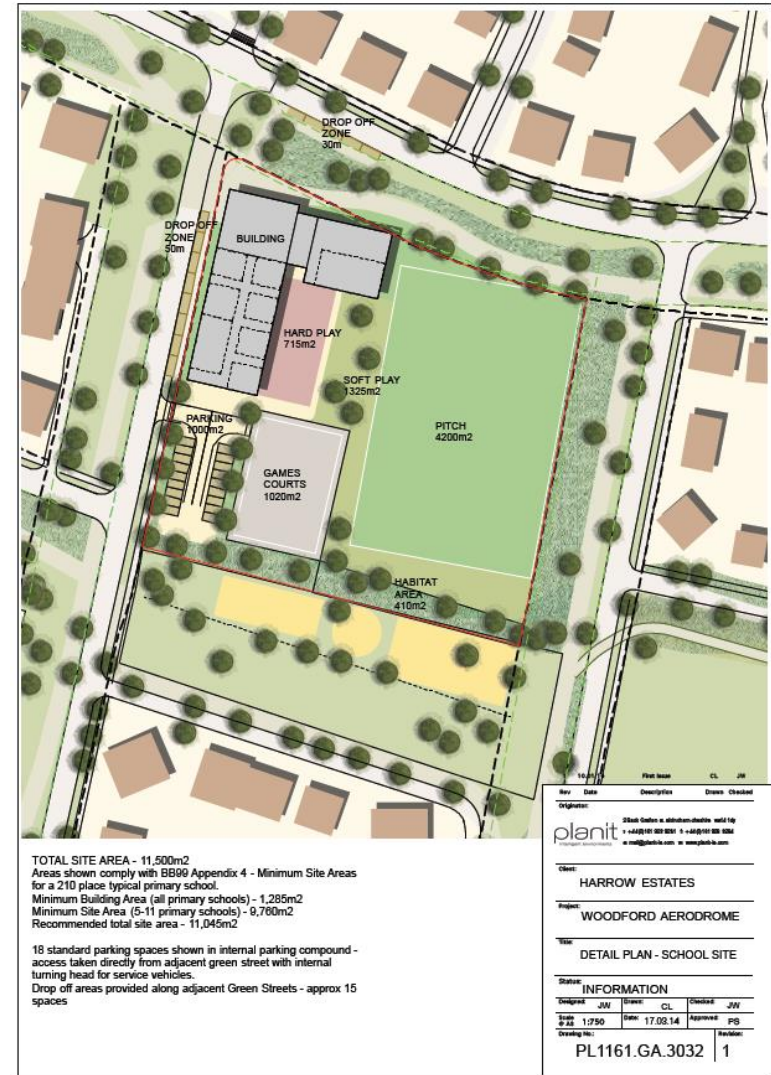 DROP OFF
ZONE
30m
DROP OFF
ZONE
50m
BUILDING
HARD PLAY
715m2
SOFT PLAY
1325m2
PARKING
1000m2
PITCH
4200m2
GAMES
COURTS
1020m2
HABITAT
AREA
410m2
TOTAL SITE AREA - 11,500m2
Areas shown comply with BB99 Appendix 4 - Minimum Site Areas
for a 210 place typical primary school.
Minimum Building Area (all primary schools) - 1,285m2
Minimum Site Area (5-11 primary schools) - 9,760m2
Recommended total site area - 11,045m2
18 standard parking spaces shown in internal parking compound -
access taken directly from adjacent green street with internal
turning head for service vehicles.
Drop off areas provided along adjacent Green Streets - approx 15
spaces
First Issue CL JW
Rev Date Description Drawn Checked
Originator:
planit
Client:
HARROW ESTATES
Project:
WOODFORD AERODROME
Title:
DETAIL PLAN - SCHOOL SITE
Status:
INFORMATION
Designed: JW Drawn: CL Checked: JW
Scale @ A3 1:750 Date: 17.03.14 Approved: PS
Drawing No.: Revision:
PL1161.GA.3032 1